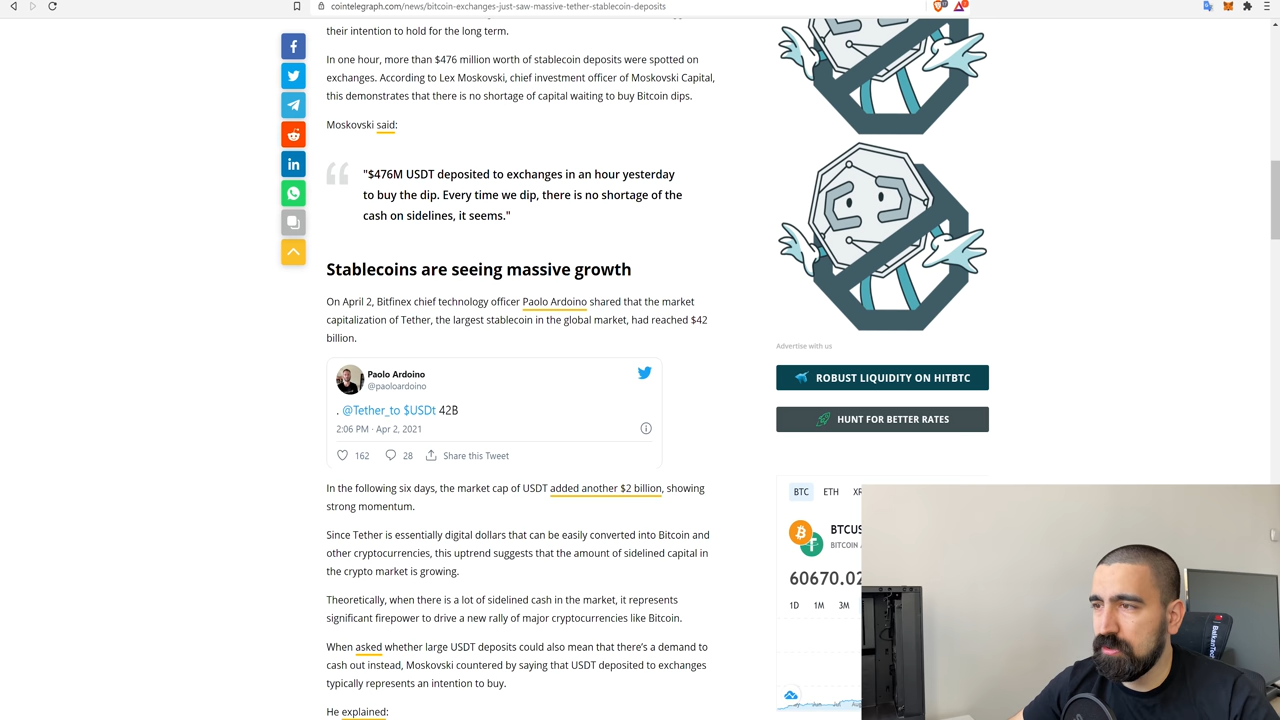 cointelegraph.com/news/bitcoin-exchanges-just-saw-massive-tether-stablecoin-deposits
their intention to hold for the long term.
In one hour, more than $476 million worth of stablecoin deposits were spotted on
exchanges. According to Lex Moskovski, chief investment officer of Moskovski Capital,
this demonstrates that there is no shortage of capital waiting to buy Bitcoin dips.
Moskovski said:
"$476M USDT deposited to exchanges in an hour yesterday
to buy the dip. Every time we dip, there is no shortage of the
cash on sidelines, it seems."
Stablecoins are seeing massive growth
On April 2, Bitfinex chief technology officer Paolo Ardoino shared that the market
capitalization of Tether, the largest stablecoin in the global market, had reached $42
billion.
Paolo Ardoino
@paoloardoino
. @Tether_to $USDt 42B
2:06 PM · Apr 2, 2021
162 28 Share this Tweet
In the following six days, the market cap of USDT added another $2 billion, showing
strong momentum.
Since Tether is essentially digital dollars that can be easily converted into Bitcoin and
other cryptocurrencies, this uptrend suggests that the amount of sidelined capital in
the crypto market is growing.
Theoretically, when there is a lot of sidelined cash in the market, it represents
significant firepower to drive a new rally of major cryptocurrencies like Bitcoin.
When asked whether large USDT deposits could also mean that there's a demand to
cash out instead, Moskovski countered by saying that USDT deposited to exchanges
typically represents an intention to buy.
He explained:
Advertise with us
ROBUST LIQUIDITY ON HITBTC
HUNT FOR BETTER RATES
BTC ETH XR
BTCUS
BITCOIN
60670.02
1D 1M 3M
BalkanTech